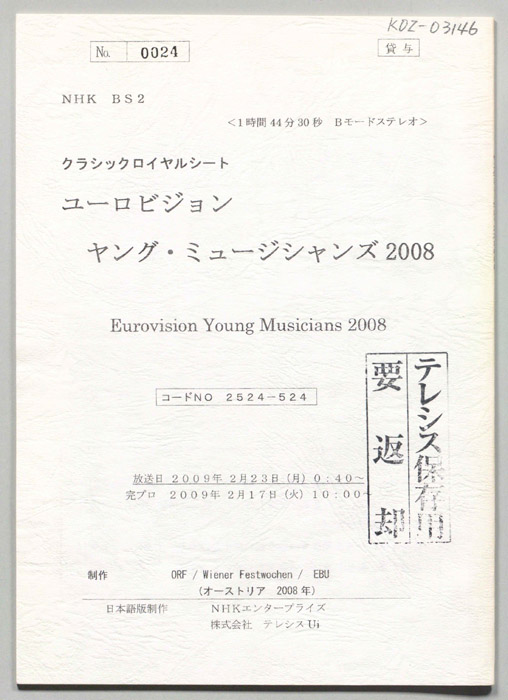 KDZ-03146
No. 0024
貸与
NHK BS2
<1時間44分30秒 Bモードステレオ>
クラシックロイヤルシート
ユーロビジョン
ヤング・ミュージシャンズ2008
Eurovision Young Musicians 2008
コードNO 2524-524
テレシス保存用
要返却
放送日 2009年 2月23日(月) 0:40~
完プロ 2009年 2月17日(火) 10:00~
制作 ORF / Wiener Festwochen / EBU
(オーストリア 2008年)
日本語版制作 NHKエンタープライズ
株式会社 テレシスUi